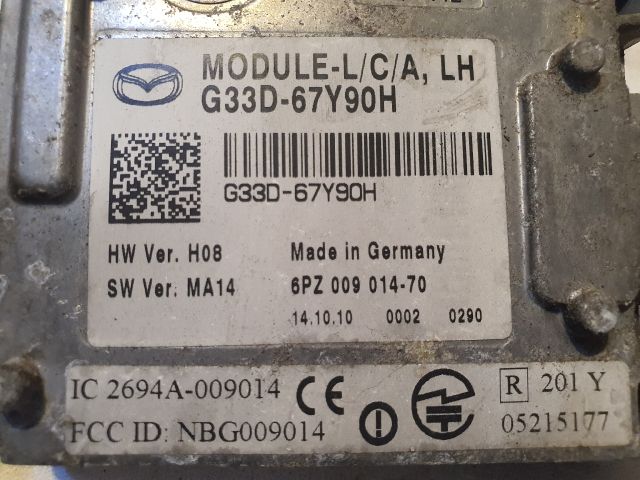 MODULE-L/C/A, LH
G33D-67Y90H
G33D-67Y90H
HW Ver. H08
Made in Germany
SW Ver: MA14
6PZ 009 014-70
14.10.10 0002 0290
IC 2694A-009014
CE
R 201 Y
FCC ID: NBG009014
05215177